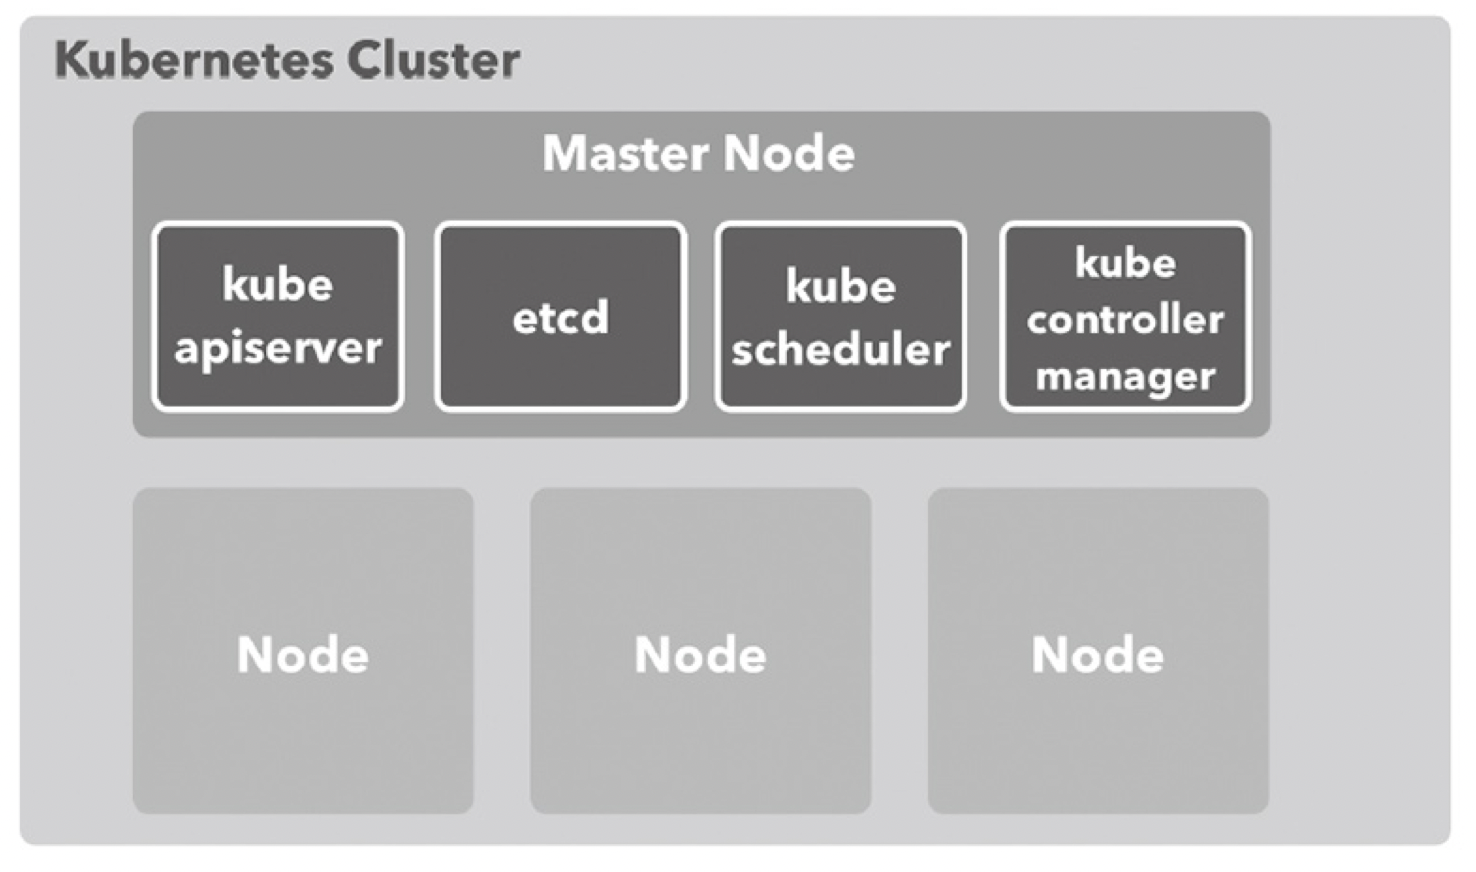 Kubernetes Cluster
Master Node
kube
apiserver
etcd
kube
scheduler
kube
controller
manager
Node
Node
Node